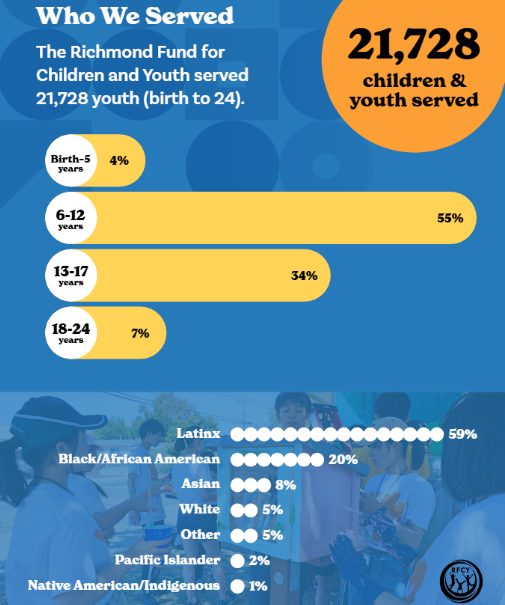 Who We Served
The Richmond Fund for
Children and Youth served
21,728 youth (birth to 24).
21,728
children &
youth served
Birth-5
years
4%
6-12
years
55%
13-17
years
34%
18-24
years
7%
Latinx 59%
Black/African American 20%
Asian 8%
White 5%
Other 5%
Pacific Islander 2%
Native American/Indigenous 1%
RFCY